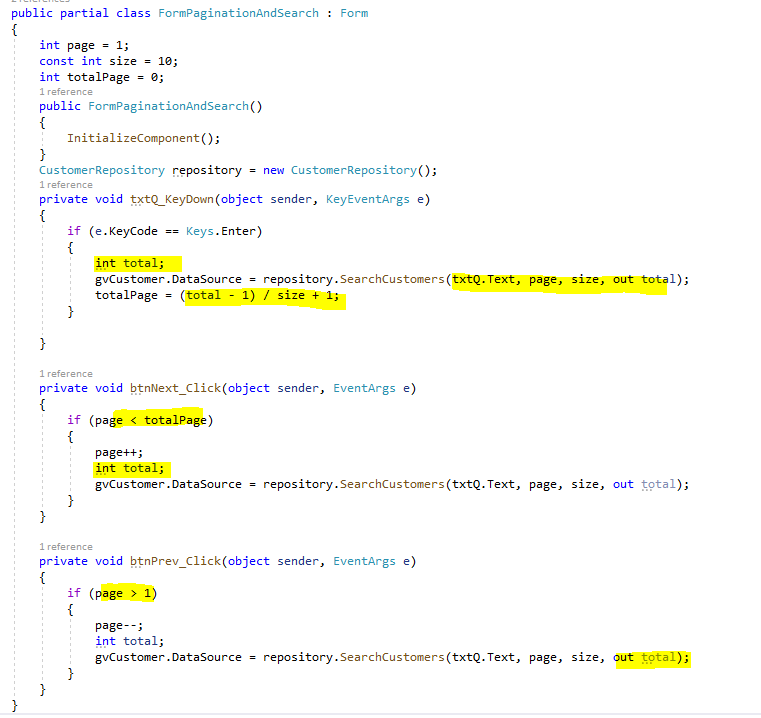 2 references
public partial class FormPaginationAndSearch : Form
{
int page = 1;
const int size = 10;
int totalPage = 0;
1 reference
public FormPaginationAndSearch()
{
InitializeComponent();
}
CustomerRepository repository = new CustomerRepository();
1 reference
private void txtQ_KeyDown(object sender, KeyEventArgs e)
{
if (e.KeyCode == Keys.Enter)
{
int total;
gvCustomer.DataSource = repository.SearchCustomers(txtQ.Text, page, size, out total);
totalPage = (total - 1) / size + 1;
}
}
1 reference
private void btnNext_Click(object sender, EventArgs e)
{
if (page < totalPage)
{
page++;
int total;
gvCustomer.DataSource = repository.SearchCustomers(txtQ.Text, page, size, out total);
}
}
1 reference
private void btnPrev_Click(object sender, EventArgs e)
{
if (page > 1)
{
page--;
int total;
gvCustomer.DataSource = repository.SearchCustomers(txtQ.Text, page, size, out total);
}
}
}